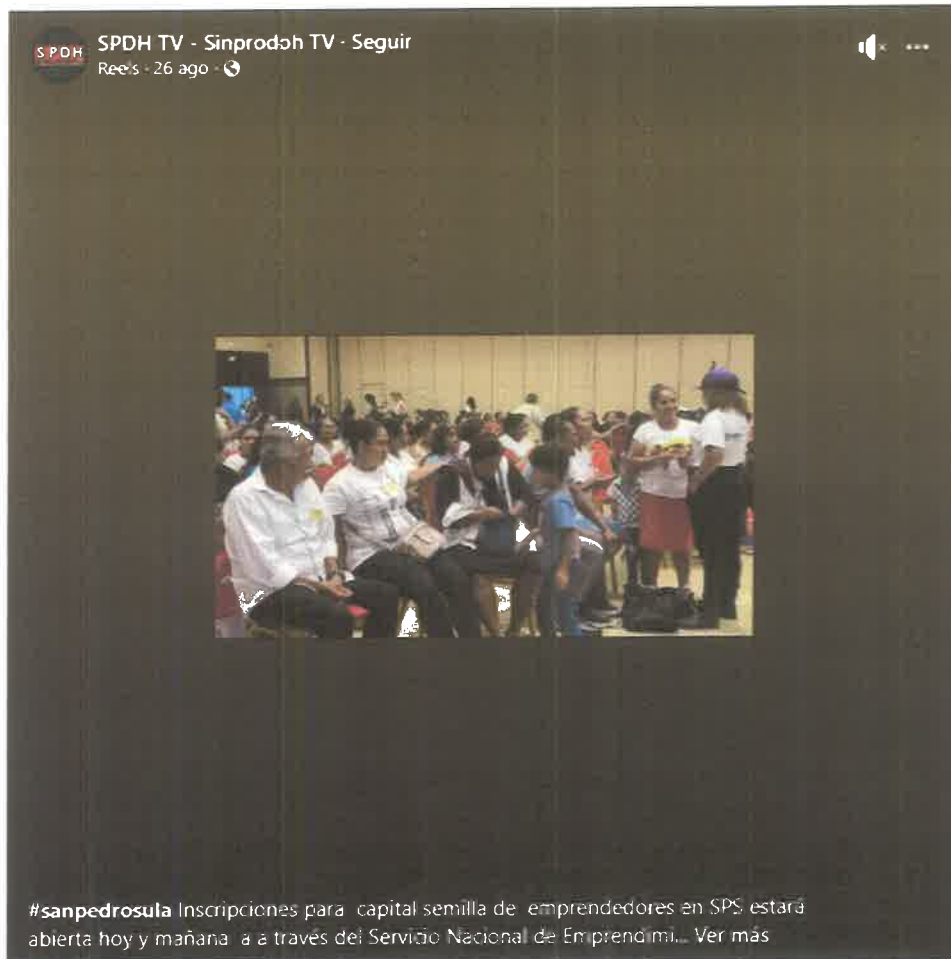 SPDH
SPDH TV - Sinprodoh TV · Seguir
Reels · 26 ago ·
#sanpedrosula Inscripciones para capital semilla de emprendedores en SPS estará
abierta hoy y mañana a a través del Servicio Nacional de Emprendimi... Ver más